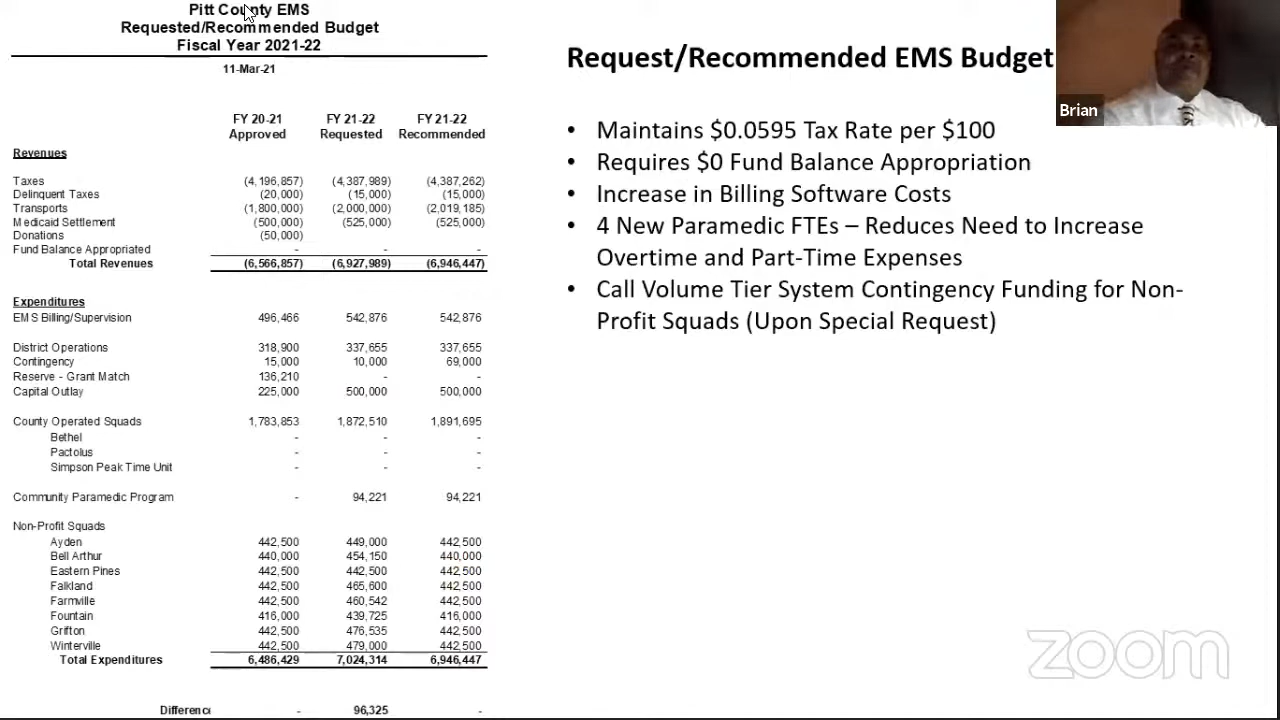 Pitt County EMS
Requested/Recommended Budget
Fiscal Year 2021-22
11-Mar-21
FY 20-21 FY 21-22 FY 21-22
Approved Requested Recommended
Revenues
Taxes (4,196,857) (4,387,989) (4,387,262)
Delinquent Taxes (20,000) (15,000) (15,000)
Transports (1,800,000) (2,000,000) (2,019,185)
Medicaid Settlement (500,000) (525,000) (525,000)
Donations (50,000)
Fund Balance Appropriated - - -
Total Revenues (6,566,857) (6,927,989) (6,946,447)
Expenditures
EMS Billing/Supervision 496,466 542,876 542,876
District Operations 318,900 337,655 337,655
Contingency 15,000 10,000 69,000
Reserve - Grant Match 136,210 - -
Capital Outlay 225,000 500,000 500,000
County Operated Squads 1,783,853 1,872,510 1,891,695
Bethel - - -
Pactolus - - -
Simpson Peak Time Unit - - -
Community Paramedic Program - 94,221 94,221
Non-Profit Squads
Ayden 442,500 449,000 442,500
Bell Arthur 440,000 454,150 440,000
Eastern Pines 442,500 442,500 442,500
Falkland 442,500 465,600 442,500
Farmville 442,500 460,542 442,500
Fountain 416,000 439,725 416,000
Grifton 442,500 476,535 442,500
Winterville 442,500 479,000 442,500
Total Expenditures 6,486,429 7,024,314 6,946,447
Differenc - 96,325 -
Request/Recommended EMS Budget
• Maintains $0.0595 Tax Rate per $100
• Requires $0 Fund Balance Appropriation
• Increase in Billing Software Costs
• 4 New Paramedic FTEs – Reduces Need to Increase
Overtime and Part-Time Expenses
• Call Volume Tier System Contingency Funding for Non-
Profit Squads (Upon Special Request)
Brian
zoom